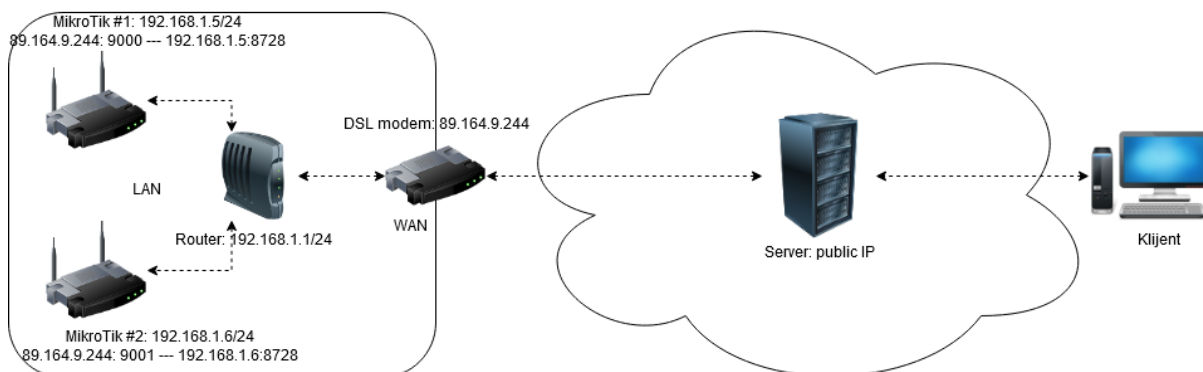 MikroTik #1: 192.168.1.5/24
89.164.9.244: 9000 --- 192.168.1.5:8728
DSL modem: 89.164.9.244
LAN
Router: 192.168.1.1/24
WAN
Server: public IP
Klijent
MikroTik #2: 192.168.1.6/24
89.164.9.244: 9001 --- 192.168.1.6:8728